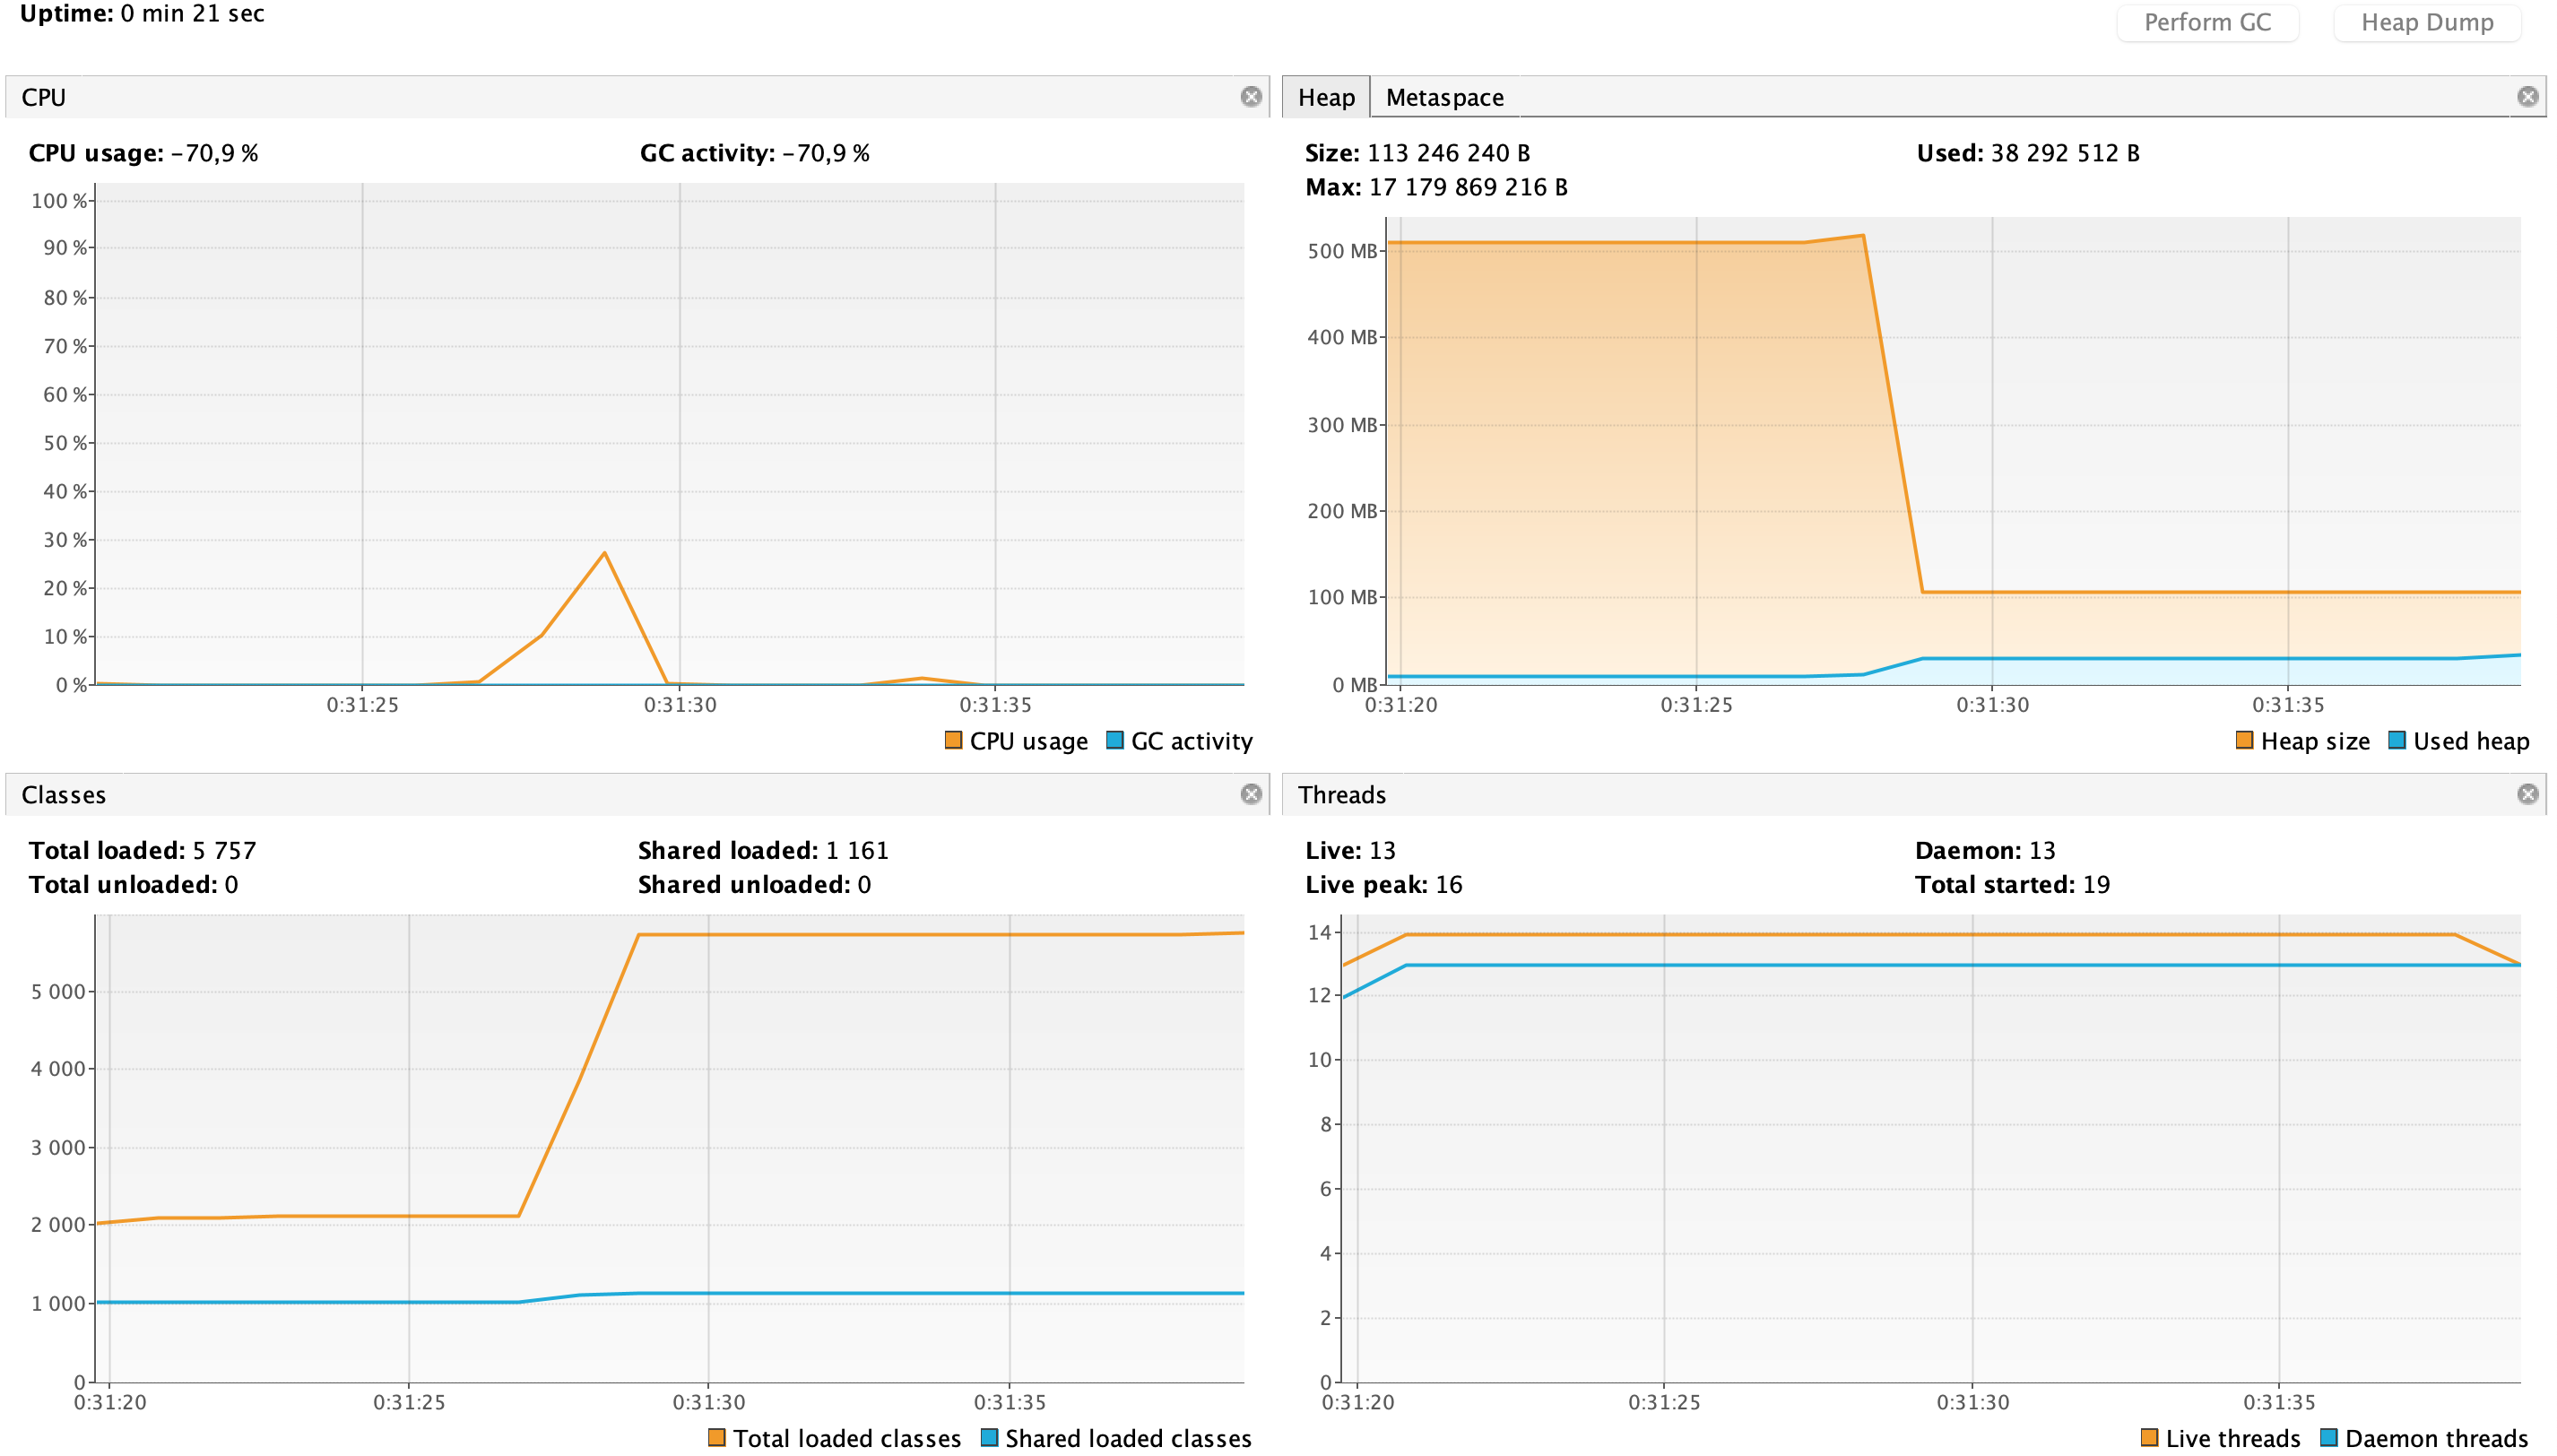 Uptime: 0 min 21 sec
Perform GC
Heap Dump
CPU
CPU usage: -70,9 %
GC activity: -70,9 %
100 %
90 %
80 %
70 %
60 %
50 %
40 %
30 %
20 %
10 %
0 %
0:31:25
0:31:30
0:31:35
CPU usage
GC activity
Heap
Metaspace
Size: 113 246 240 B
Used: 38 292 512 B
Max: 17 179 869 216 B
500 MB
400 MB
300 MB
200 MB
100 MB
0 MB
0:31:20
0:31:25
0:31:30
0:31:35
Heap size
Used heap
Classes
Total loaded: 5 757
Shared loaded: 1 161
Total unloaded: 0
Shared unloaded: 0
5 000
4 000
3 000
2 000
1 000
0
0:31:20
0:31:25
0:31:30
0:31:35
Total loaded classes
Shared loaded classes
Threads
Live: 13
Daemon: 13
Live peak: 16
Total started: 19
14
12
10
8
6
4
2
0
0:31:20
0:31:25
0:31:30
0:31:35
Live threads
Daemon threads